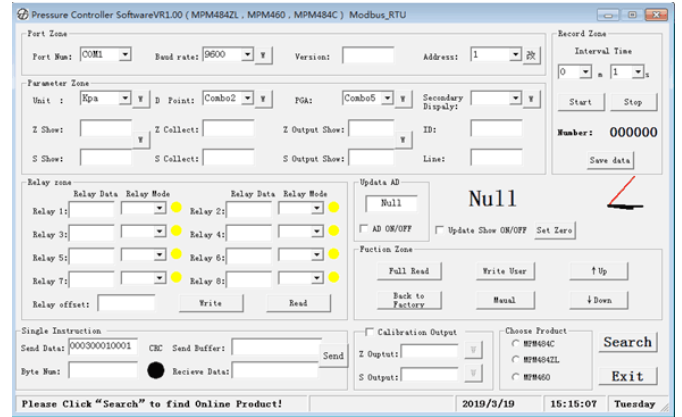 Pressure Controller SoftwareVR1.00 ( MPM484ZL , MPM460 , MPM484C ) Modbus_RTU
Port Zone
Port Num: COM1 Baud rate: 9600 W Version: Address: 1 改
Record Zone
Interval Time
0 m 1 s
Start Stop
Number: 000000
Save data
Parameter Zone
Unit : Kpa W D Point: Combo2 W PGA: Combo5 W Secondary Dispaly: W
Z Show: W Z Collect: Z Output Show: W ID:
S Show: S Collect: S Output Show: Line:
Relay zone
Relay Data Relay Mode Relay Data Relay Mode
Relay 1: Relay 2:
Relay 3: Relay 4:
Relay 5: Relay 6:
Relay 7: Relay 8:
Relay offset: Write Read
Updata AD
Null
AD ON/OFF
Null
Update Show ON/OFF Set Zero
Fuction Zone
Full Read Write User ↑Up
Back to Factory Maual ↓Down
Single Instruction
Send Data: 000300010001 CRC Send Buffer: Send
Byte Num: Recieve Data:
Calibration Output
Z Ouptut: W
S Output: W
Choose Product
MPM484C
MPM484ZL
MPM460
Search
Exit
Please Click "Search" to find Online Product! 2019/3/19 15:15:07 Tuesday